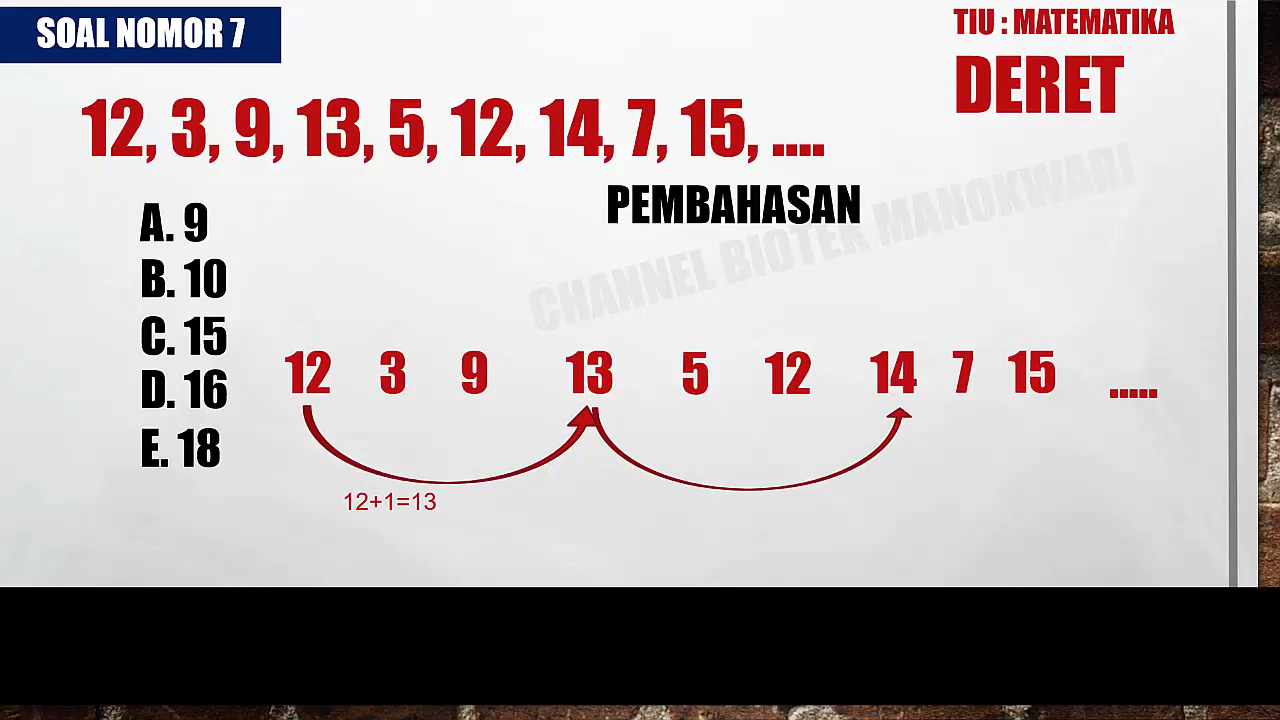 SOAL NOMOR 7
TIU : MATEMATIKA
DERET
12, 3, 9, 13, 5, 12, 14, 7, 15, ....
PEMBAHASAN
CHANNEL BIOTEK MANOKWARI
A. 9
B. 10
C. 15
D. 16
E. 18
12 3 9 13 5 12 14 7 15 .....
12+1=13